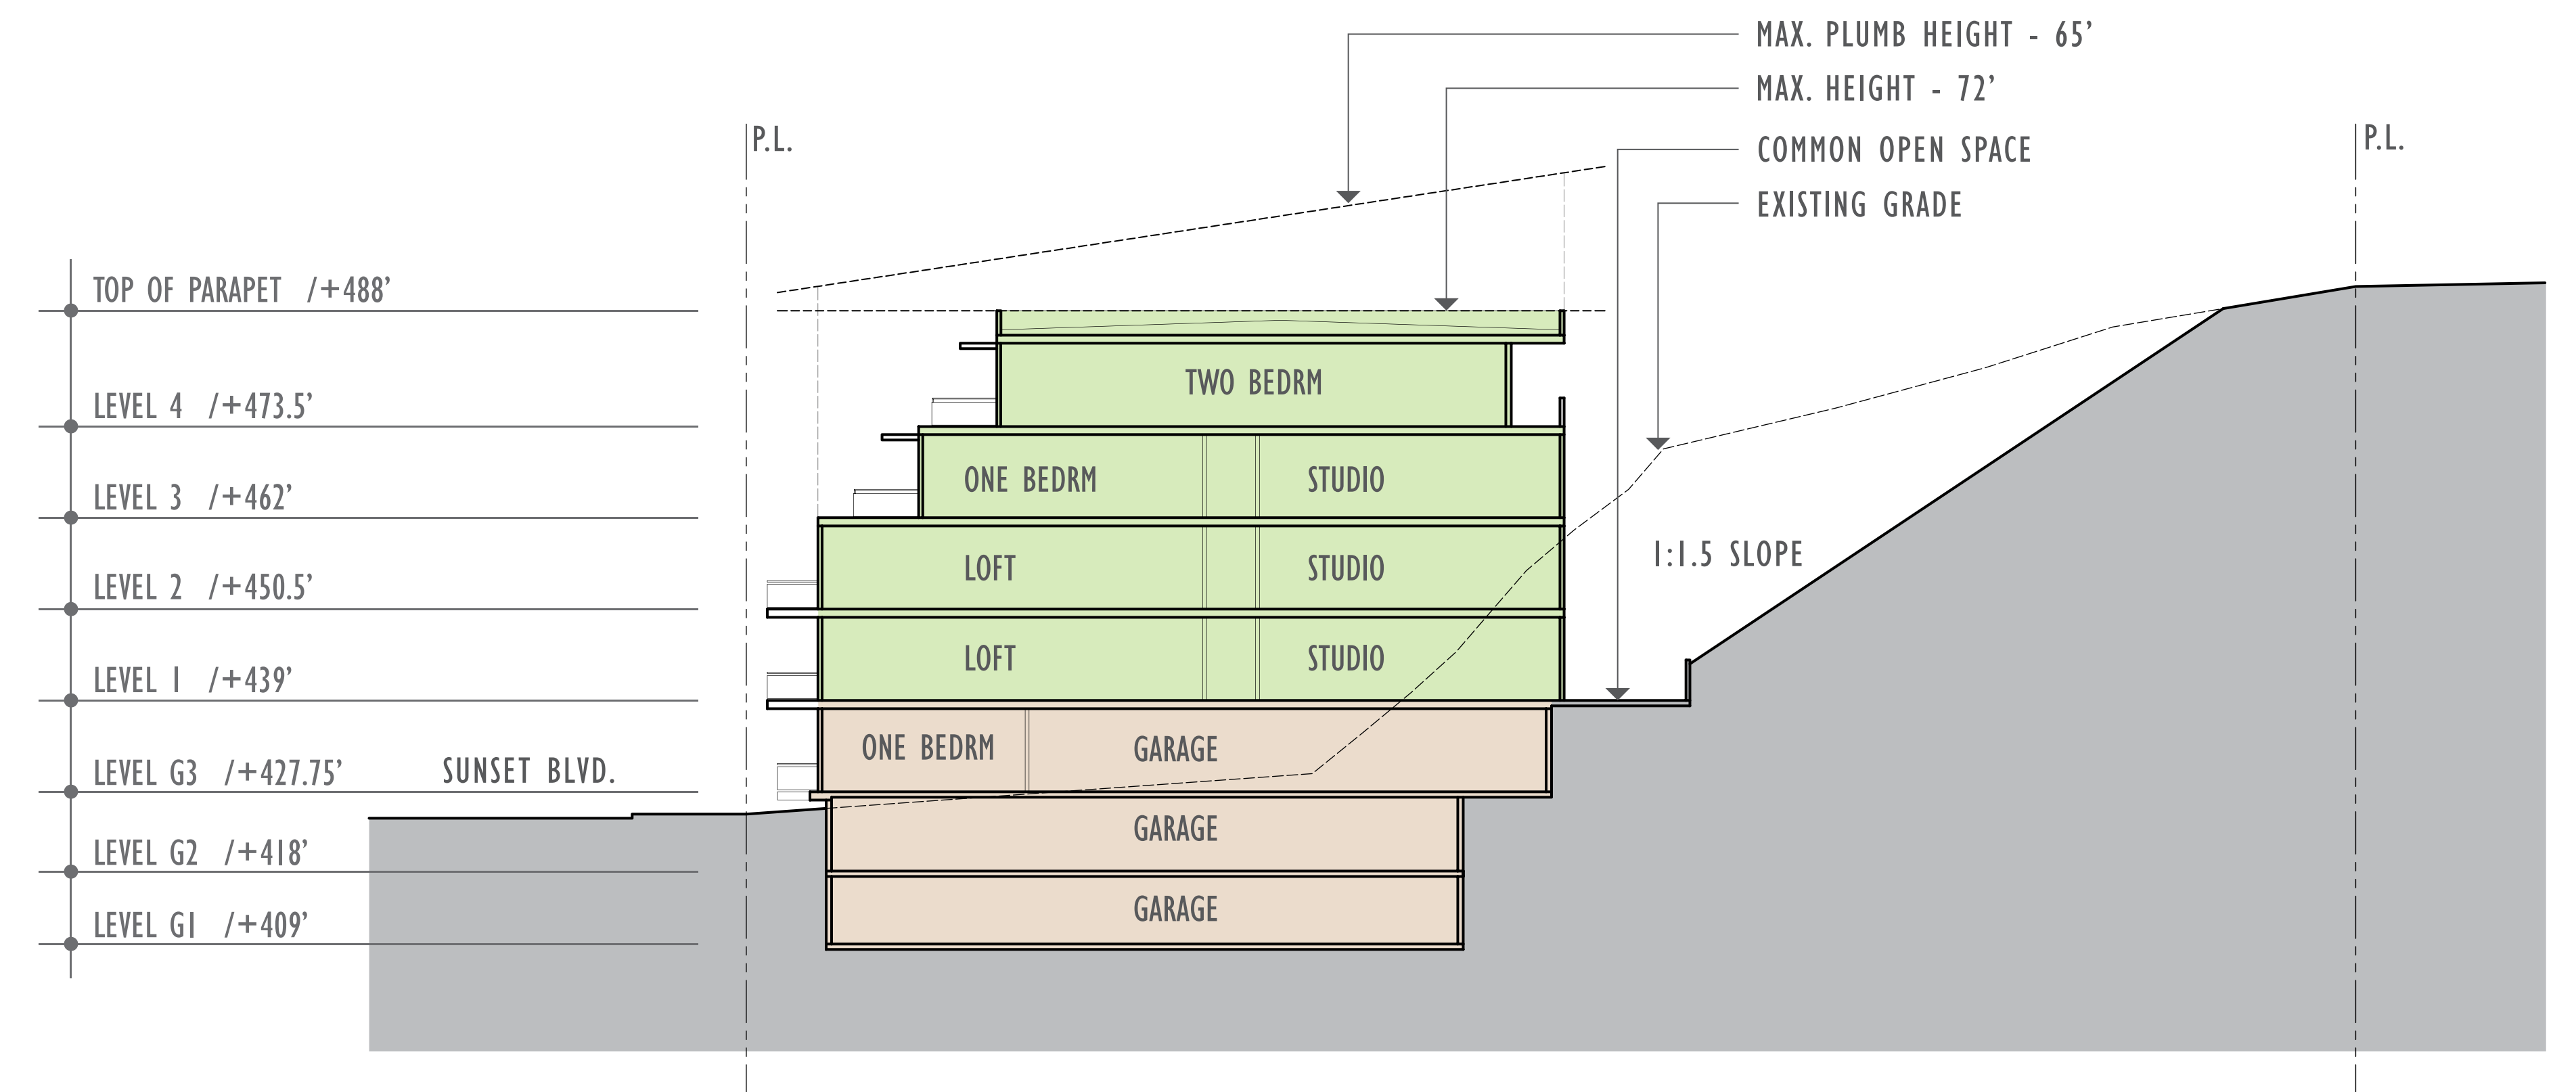 MAX. PLUMB HEIGHT - 65’
MAX. HEIGHT - 72’
COMMON OPEN SPACE
EXISTING GRADE
P.L.
P.L.
TOP OF PARAPET /+488’
LEVEL 4 /+473.5’
LEVEL 3 /+462’
LEVEL 2 /+450.5’
LEVEL 1 /+439’
LEVEL G3 /+427.75’
LEVEL G2 /+418’
LEVEL G1 /+409’
SUNSET BLVD.
TWO BEDRM
ONE BEDRM
STUDIO
LOFT
STUDIO
LOFT
STUDIO
ONE BEDRM
GARAGE
GARAGE
GARAGE
1:1.5 SLOPE